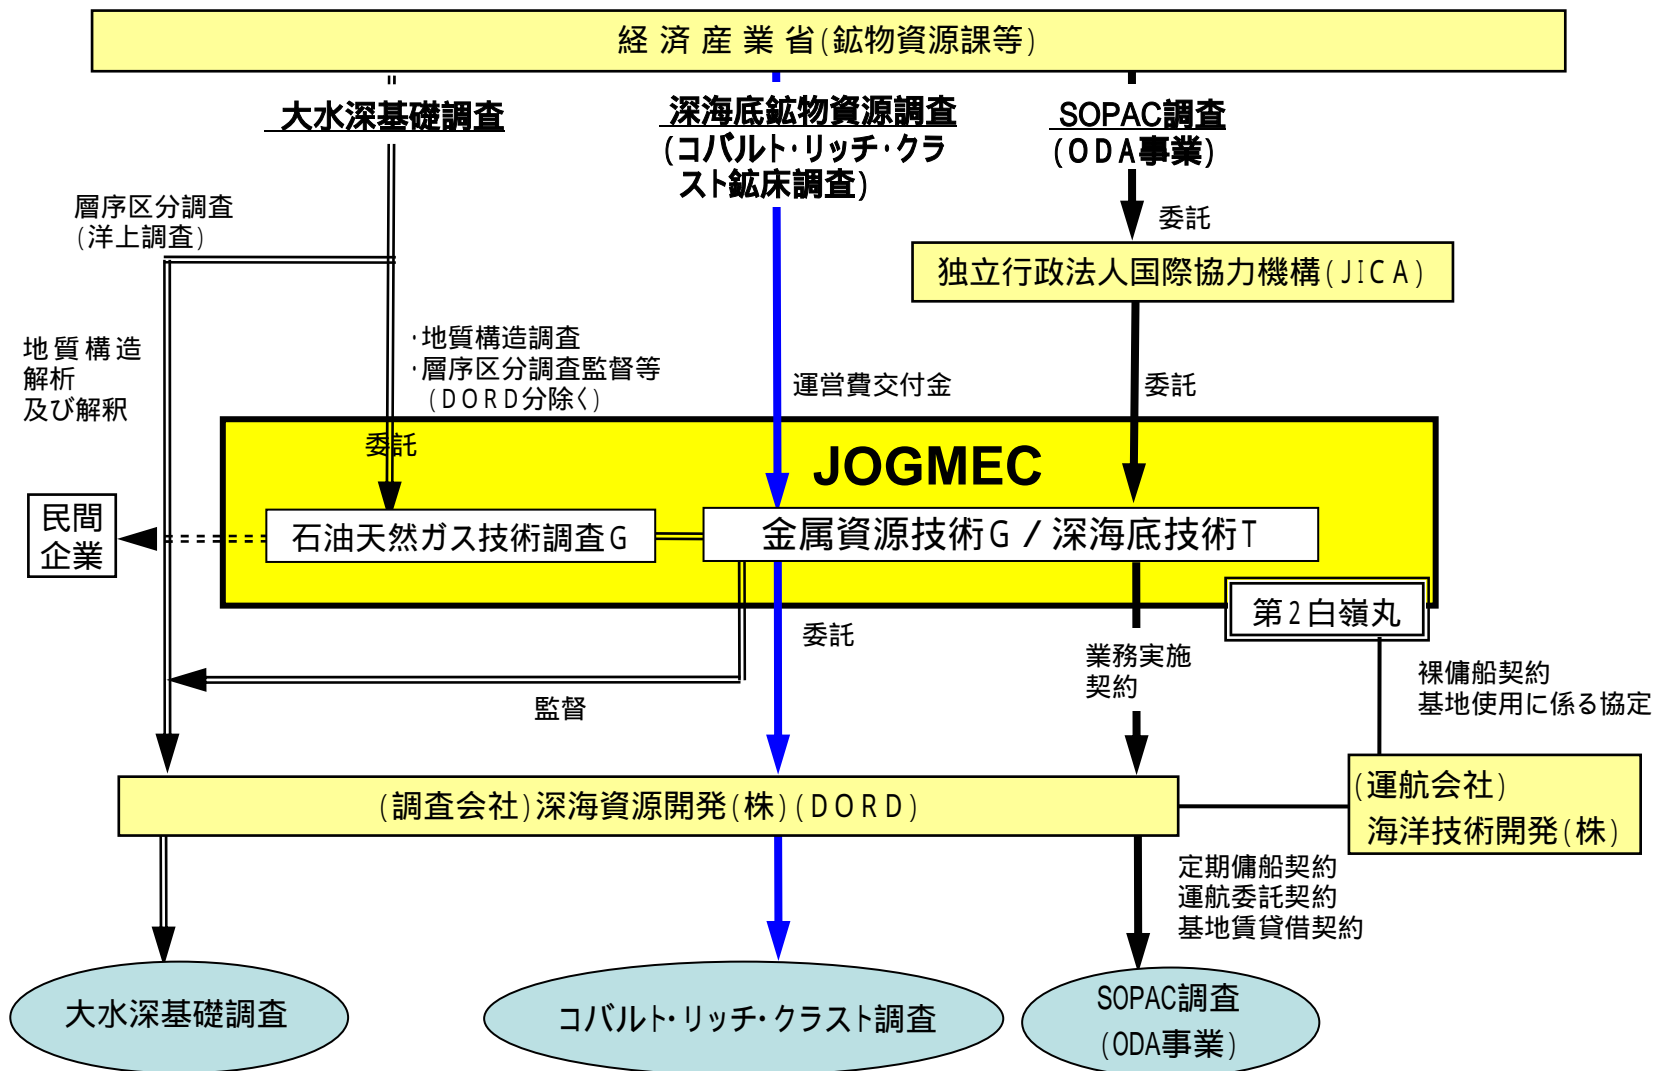 経済産業省(鉱物資源課等)
大水深基礎調査
深海底鉱物資源調査
(コバルト・リッチ・クラ
スト鉱床調査)
SOPAC調査
(ODA事業)
層序区分調査
(洋上調査)
委託
独立行政法人国際協力機構(JICA)
地質構造
解析
及び解釈
・地質構造調査
・層序区分調査監督等
(DORD分除く)
運営費交付金
委託
委託
JOGMEC
民間
企業
石油天然ガス技術調査G
金属資源技術G/深海底技術T
第2白嶺丸
委託
業務実施
契約
裸傭船契約
基地使用に係る協定
監督
(調査会社)深海資源開発(株)(DORD)
(運航会社)
海洋技術開発(株)
定期傭船契約
運航委託契約
基地賃貸借契約
大水深基礎調査
コバルト・リッチ・クラスト調査
SOPAC調査
(ODA事業)